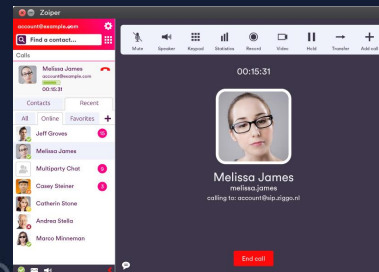 Zoiper
account@example.com
Find a contact...
Calls
Melissa James
account@example.com
00:15:31
Contacts
Recent
All
Online
Favorites
Jeff Groves
15
Melissa James
Multiparty Chat
9
Casey Steiner
3
Catherin Stone
Andrea Stella
Marco Minneman
Mute
Speaker
Keypad
Statistics
Record
Video
Hold
Transfer
Add call
00:15:31
Melissa James
melissa.james
calling to: account@sip.ziggo.nl
End call